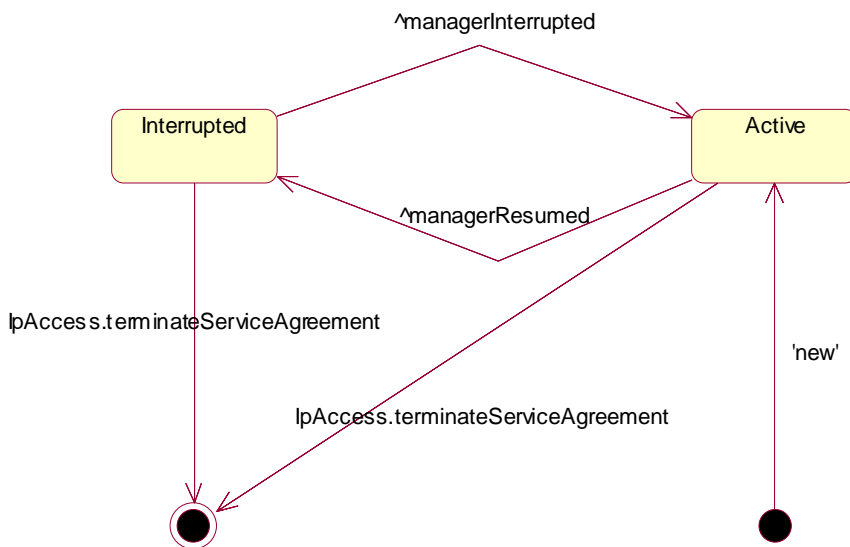 ^managerInterrupted
Interrupted
Active
^managerResumed
IpAccess.terminateServiceAgreement
'new'
IpAccess.terminateServiceAgreement